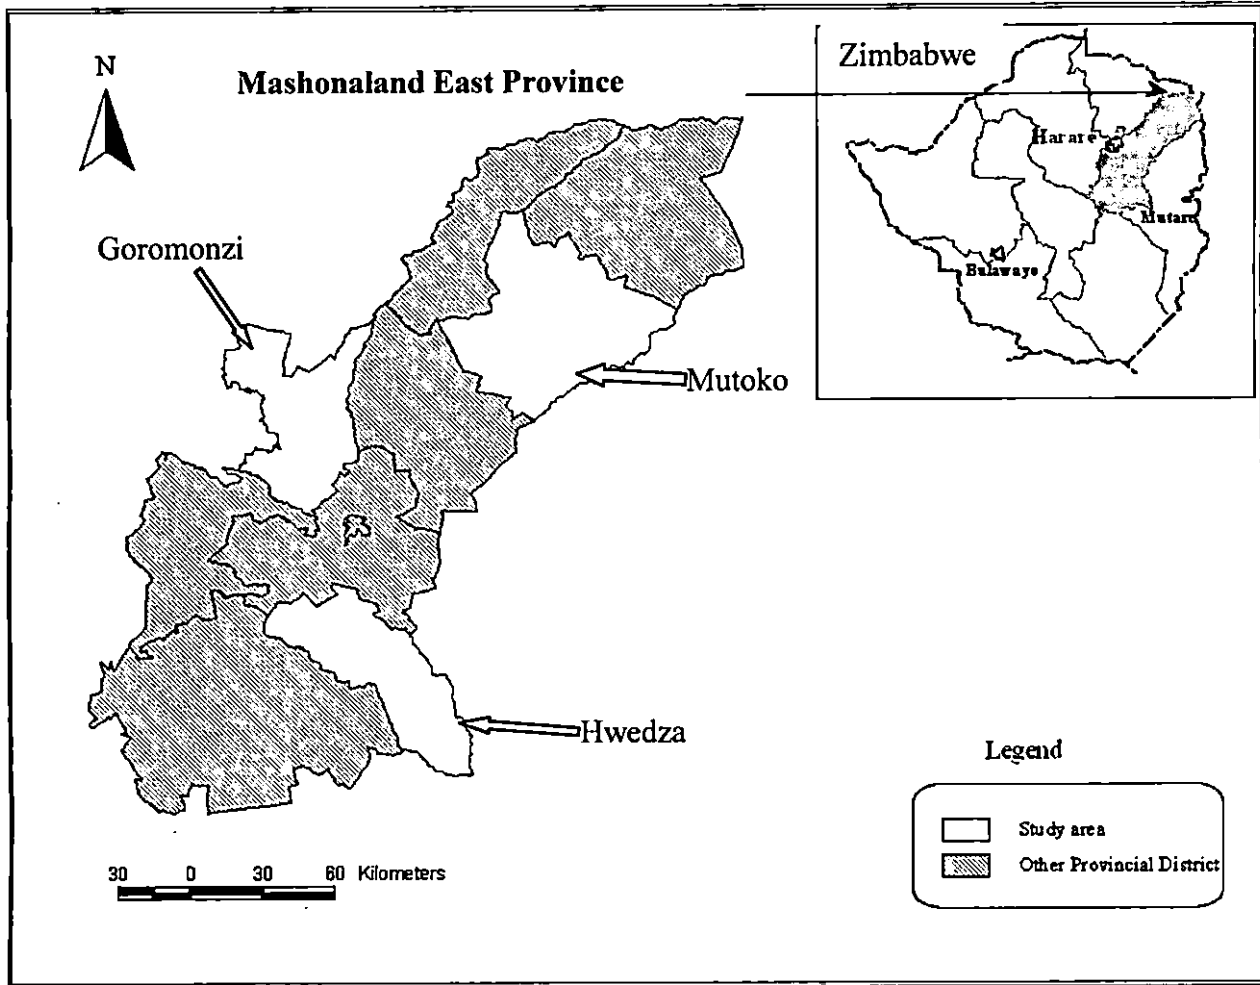 N
Mashonaland East Province
Zimbabwe
Harare
Mutare
Bulawayo
Goromonzi
Mutoko
Hwedza
Legend
Study area
Other Provincial District
30 0 30 60 Kilometers